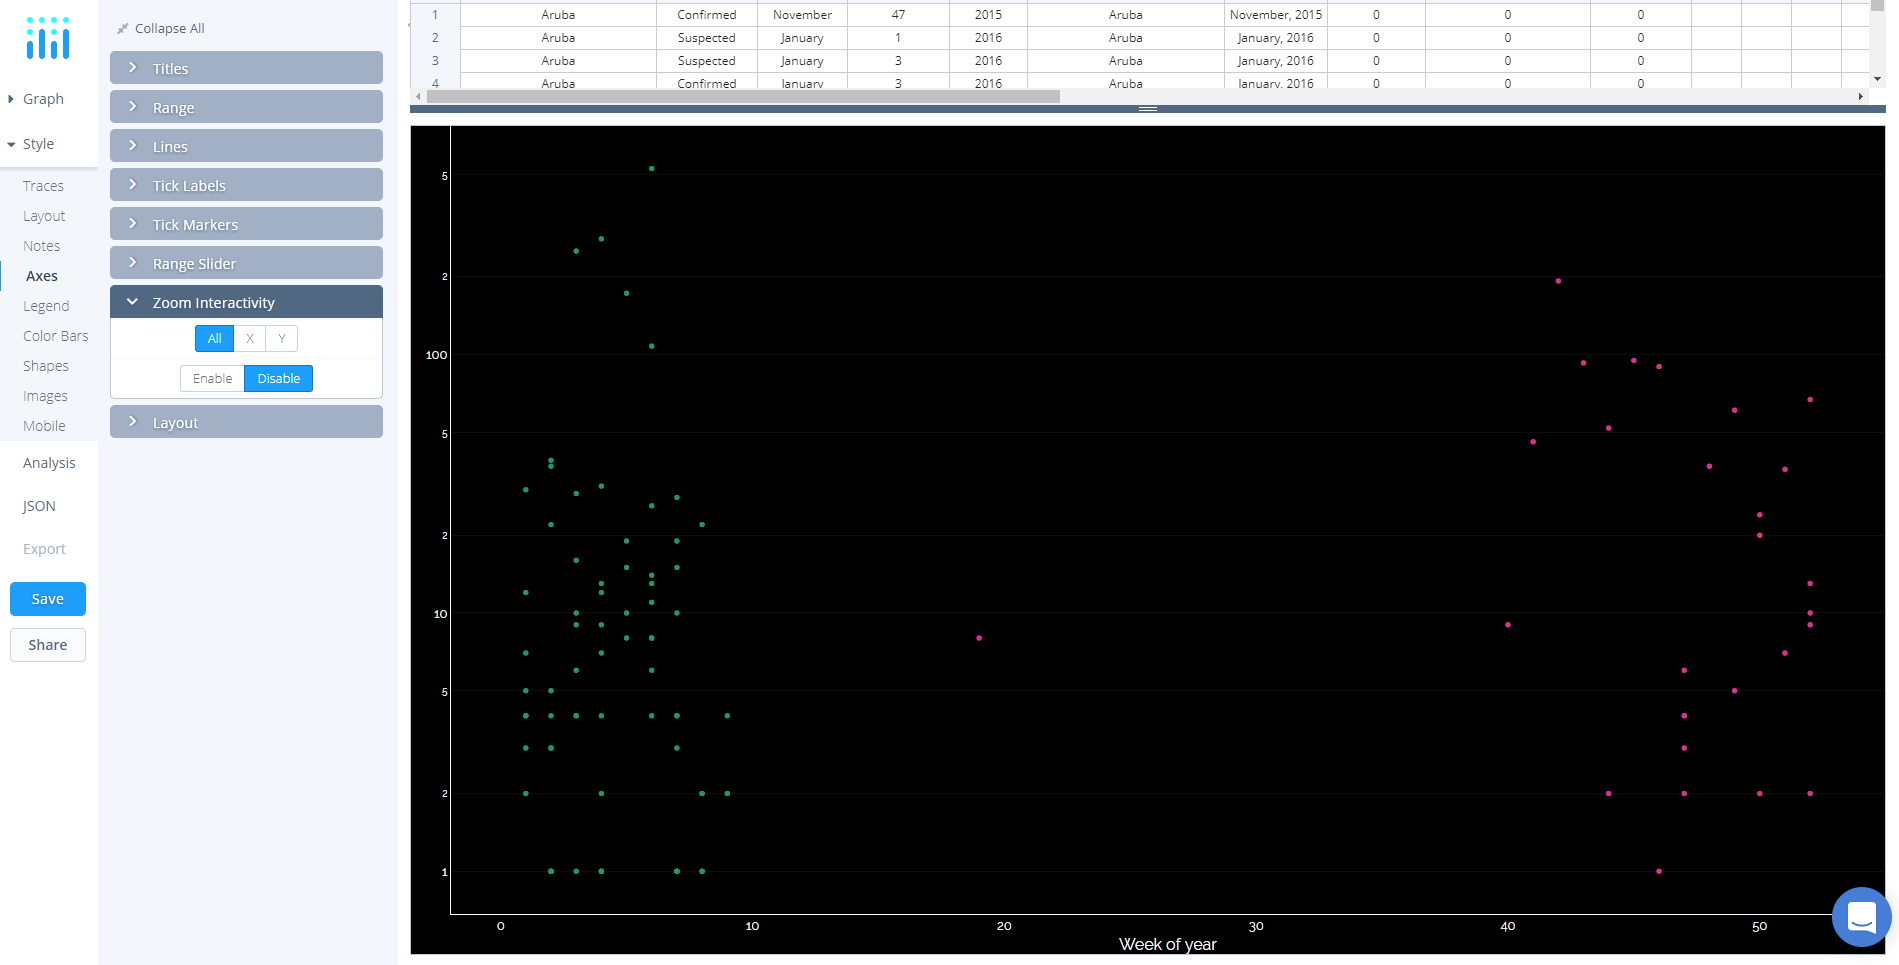 Collapse All
Titles
Range
Lines
Tick Labels
Tick Markers
Range Slider
Zoom Interactivity
All X Y
Enable Disable
Layout
Graph
Style
Traces
Layout
Notes
Axes
Legend
Color Bars
Shapes
Images
Mobile
Analysis
JSON
Export
Save
Share
1 Aruba Confirmed November 47 2015 Aruba November, 2015 0 0 0
2 Aruba Suspected January 1 2016 Aruba January, 2016 0 0 0
3 Aruba Suspected January 3 2016 Aruba January, 2016 0 0 0
4 Aruba Confirmed January 3 2016 Aruba January, 2016 0 0 0
5
2
100
5
2
10
5
2
1
0 10 20 30 40 50
Week of year